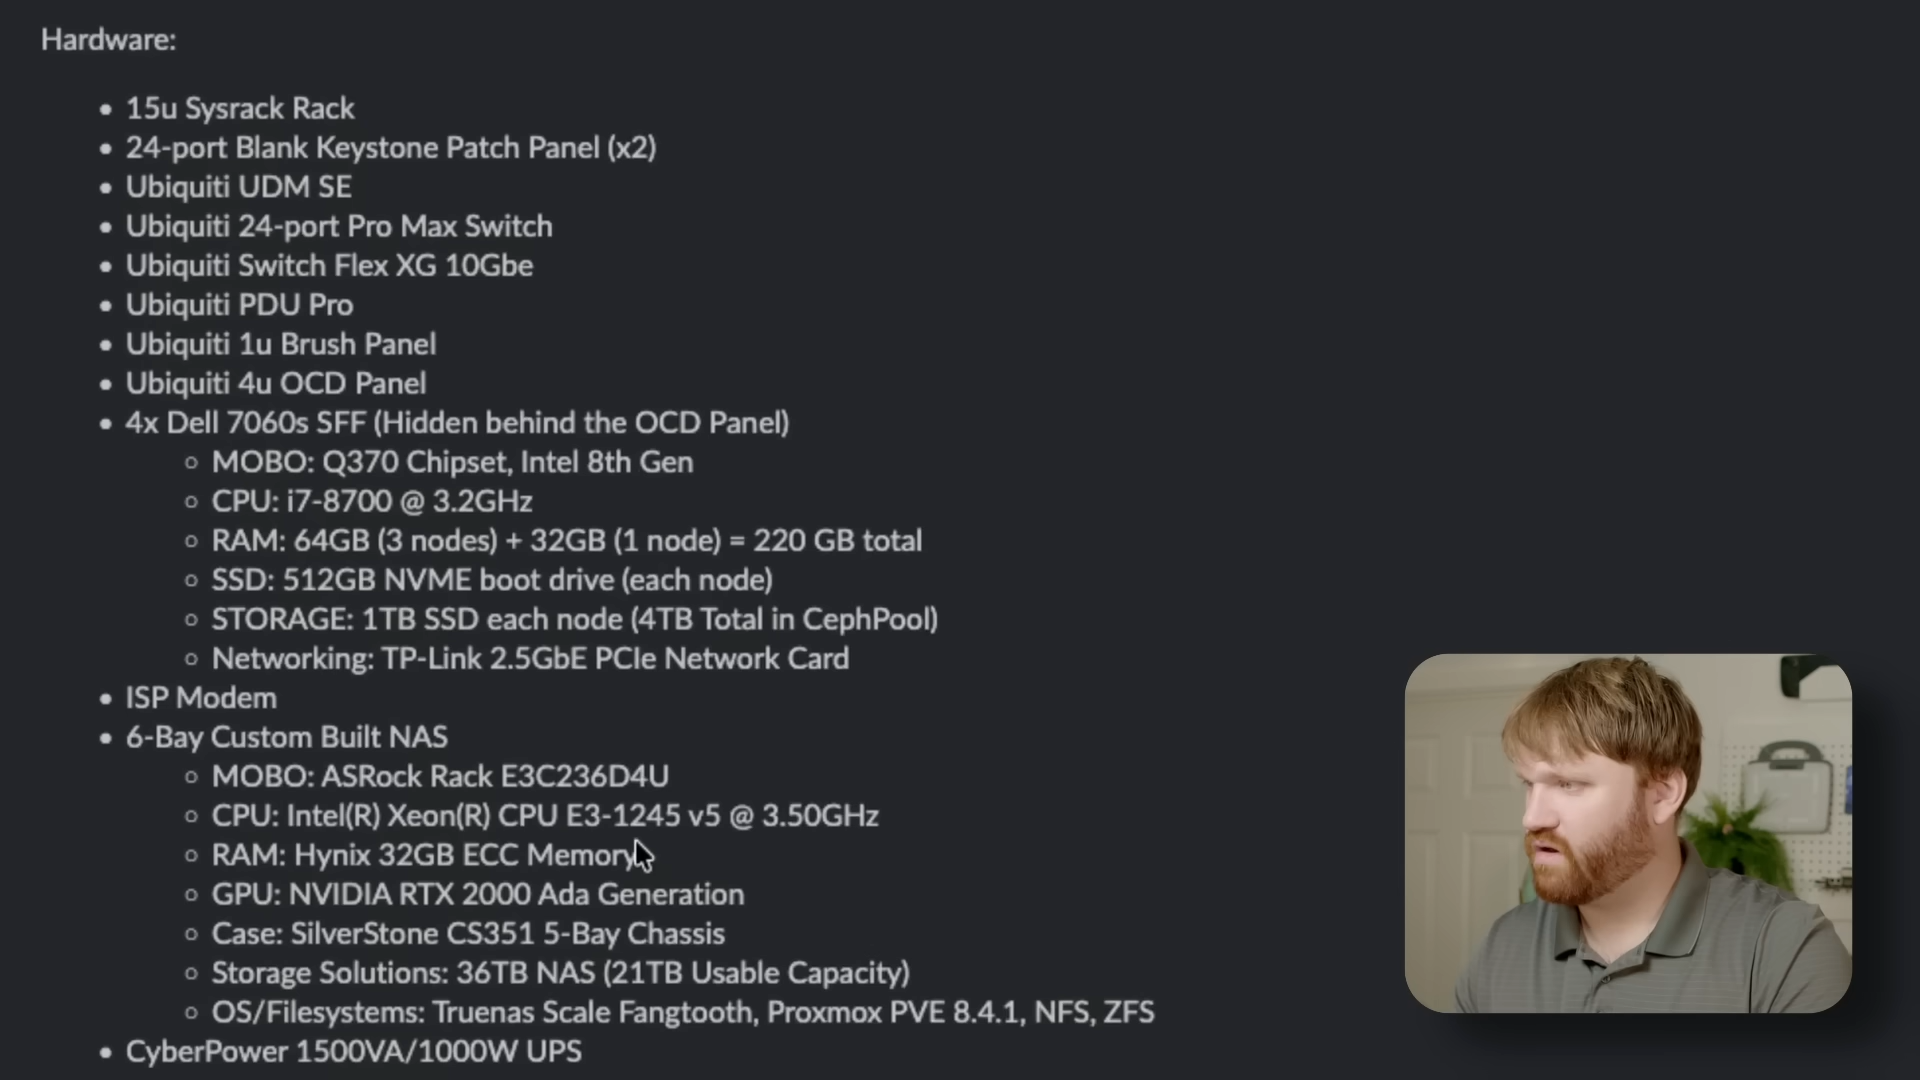 Hardware:
• 15u Sysrack Rack
• 24-port Blank Keystone Patch Panel (x2)
• Ubiquiti UDM SE
• Ubiquiti 24-port Pro Max Switch
• Ubiquiti Switch Flex XG 10Gbe
• Ubiquiti PDU Pro
• Ubiquiti 1u Brush Panel
• Ubiquiti 4u OCD Panel
• 4x Dell 7060s SFF (Hidden behind the OCD Panel)
◦ MOBO: Q370 Chipset, Intel 8th Gen
◦ CPU: i7-8700 @ 3.2GHz
◦ RAM: 64GB (3 nodes) + 32GB (1 node) = 220 GB total
◦ SSD: 512GB NVME boot drive (each node)
◦ STORAGE: 1TB SSD each node (4TB Total in CephPool)
◦ Networking: TP-Link 2.5GbE PCIe Network Card
• ISP Modem
• 6-Bay Custom Built NAS
◦ MOBO: ASRock Rack E3C236D4U
◦ CPU: Intel(R) Xeon(R) CPU E3-1245 v5 @ 3.50GHz
◦ RAM: Hynix 32GB ECC Memory
◦ GPU: NVIDIA RTX 2000 Ada Generation
◦ Case: SilverStone CS351 5-Bay Chassis
◦ Storage Solutions: 36TB NAS (21TB Usable Capacity)
◦ OS/Filesystems: Truenas Scale Fangtooth, Proxmox PVE 8.4.1, NFS, ZFS
• CyberPower 1500VA/1000W UPS